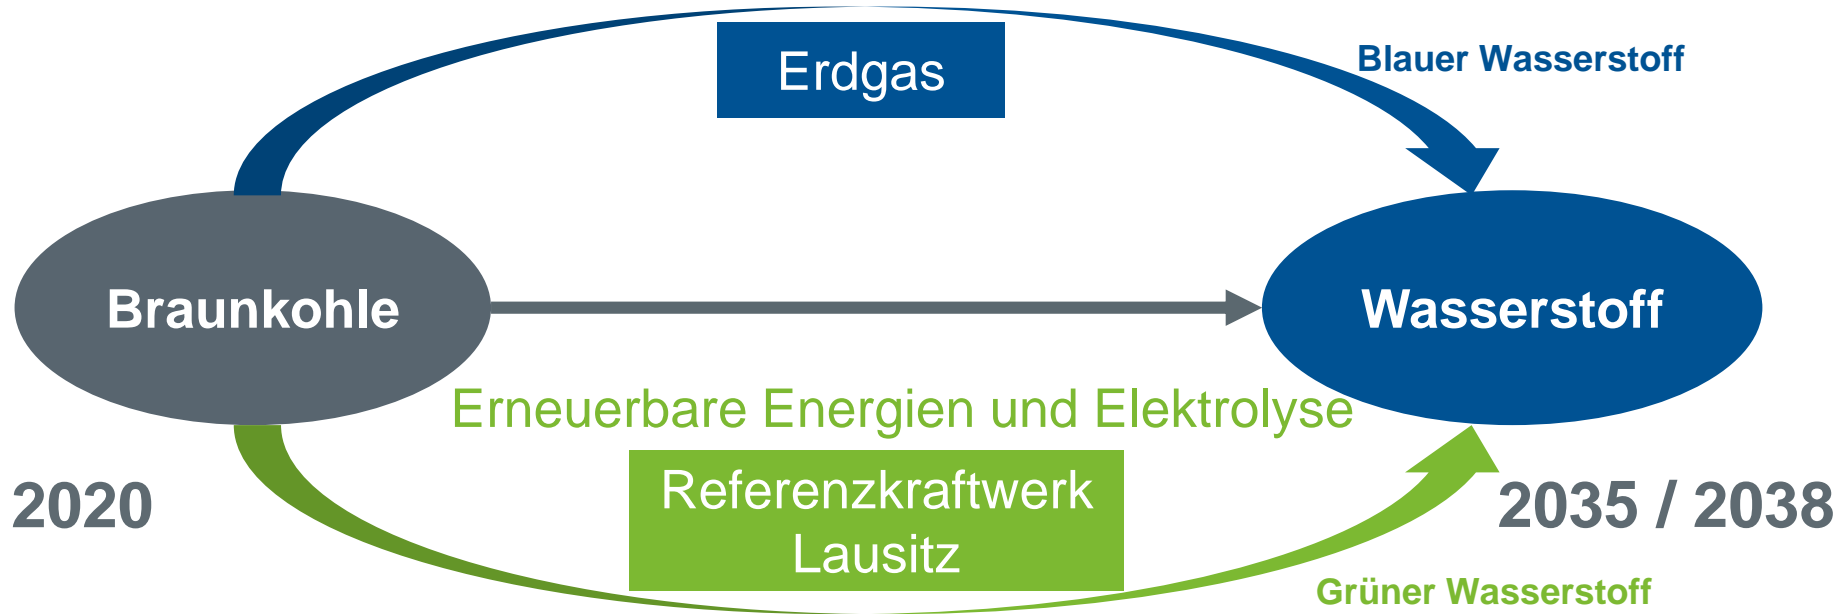 Erdgas
Blauer Wasserstoff
Braunkohle
Wasserstoff
Erneuerbare Energien und Elektrolyse
Referenzkraftwerk
Lausitz
2020
2035 / 2038
Grüner Wasserstoff